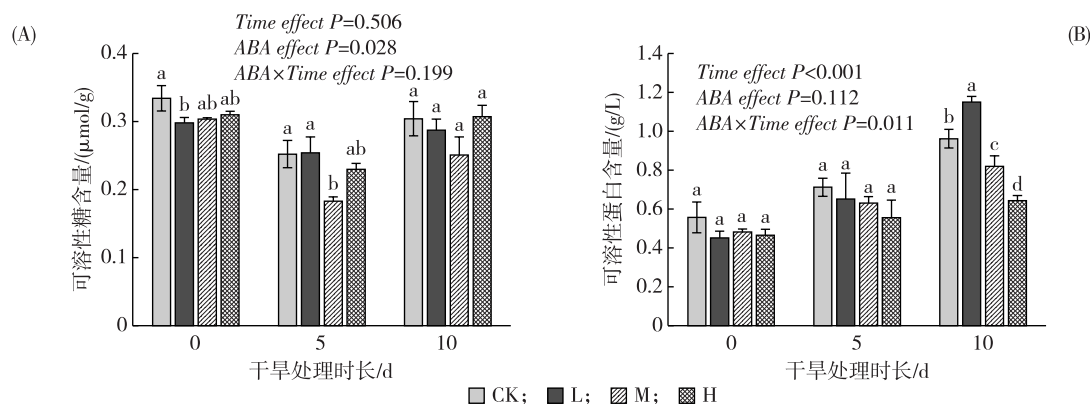 (A)
Time effect P=0.506
ABA effect P=0.028
ABA×Time effect P=0.199
可溶性糖含量/(μmol/g)
0.4
0.3
0.2
0.1
0
a b ab ab
a a b ab
a a a a
0 5 10
干旱处理时长/d
(B)
Time effect P<0.001
ABA effect P=0.112
ABA×Time effect P=0.011
可溶性蛋白含量/(g/L)
1.4
1.2
1.0
0.8
0.6
0.4
0.2
0
a a a a
a a a a
b a c d
0 5 10
干旱处理时长/d
CK； L； M； H